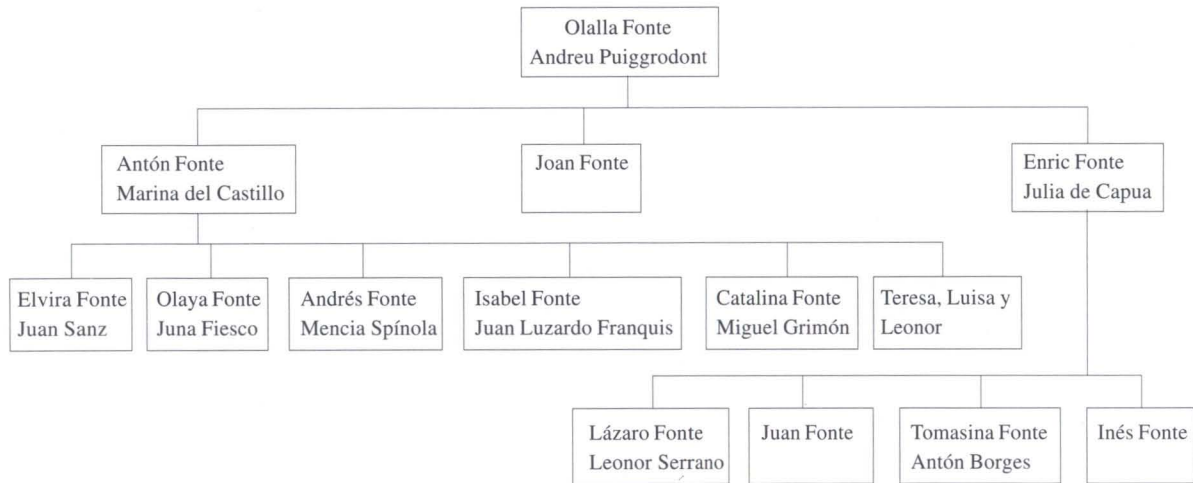 Olalla Fonte
Andreu Puiggrodont
Antón Fonte
Marina del Castillo
Joan Fonte
Enric Fonte
Julia de Capua
Elvira Fonte
Juan Sanz
Olaya Fonte
Juna Fiesco
Andrés Fonte
Mencia Spínola
Isabel Fonte
Juan Luzardo Franquis
Catalina Fonte
Miguel Grimón
Teresa, Luisa y
Leonor
Lázaro Fonte
Leonor Serrano
Juan Fonte
Tomasina Fonte
Antón Borges
Inés Fonte